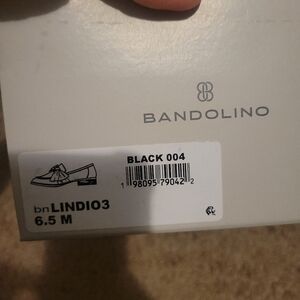 BANDOLINO
BLACK 004
1 98095 79042 2
bnLINDIO3
6.5 M